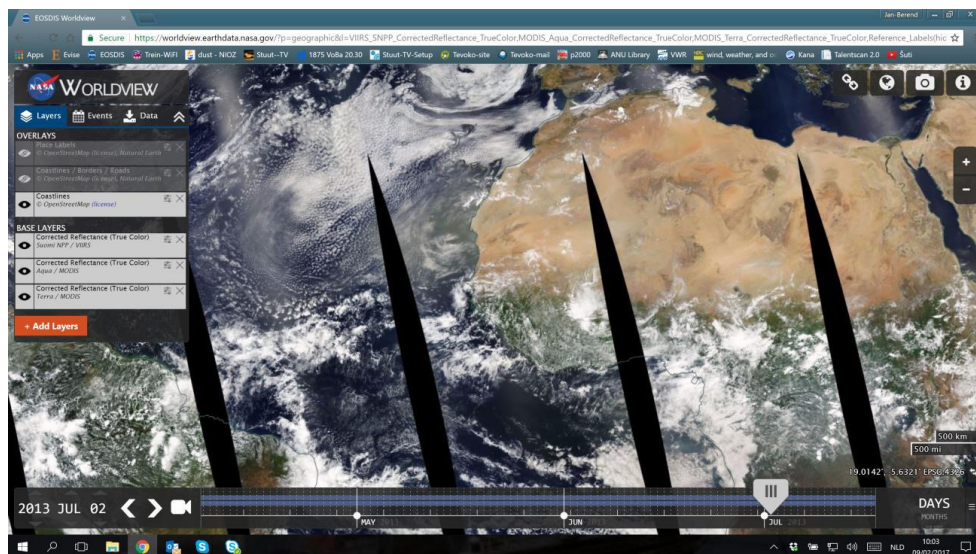 EOSDIS Worldview
Jan-Berend
Secure | https://worldview.earthdata.nasa.gov/?p=geographic&l=VIIRS_SNPP_CorrectedReflectance_TrueColor,MODIS_Aqua_CorrectedReflectance_TrueColor,MODIS_Terra_CorrectedReflectance_TrueColor,Reference_Labels(hic
Apps Evise EOSDIS Trein-WiFi dust - NIOZ Stuut--TV 1875 VoBa 20.30 Stuut-TV-Setup Tevoko-site Tevoko-mail p2000 ANU Library VWR wind, weather, and Kana Talentscan 2.0 Šuti
NASA WORLDVIEW
Layers Events Data
OVERLAYS
Place Labels
© OpenStreetMap (license), Natural Earth
Coastlines / Borders / Roads
© OpenStreetMap (license), Natural Earth
Coastlines
© OpenStreetMap (license)
BASE LAYERS
Corrected Reflectance (True Color)
Suomi NPP / VIIRS
Corrected Reflectance (True Color)
Aqua / MODIS
Corrected Reflectance (True Color)
Terra / MODIS
+ Add Layers
500 km
500 mi
19.0142°, 5.6321° EPSG:4326
2013 JUL 02
MAY 2013
JUN
JUL 2013
DAYS
MONTHS
NLD
10:03
09/02/2017